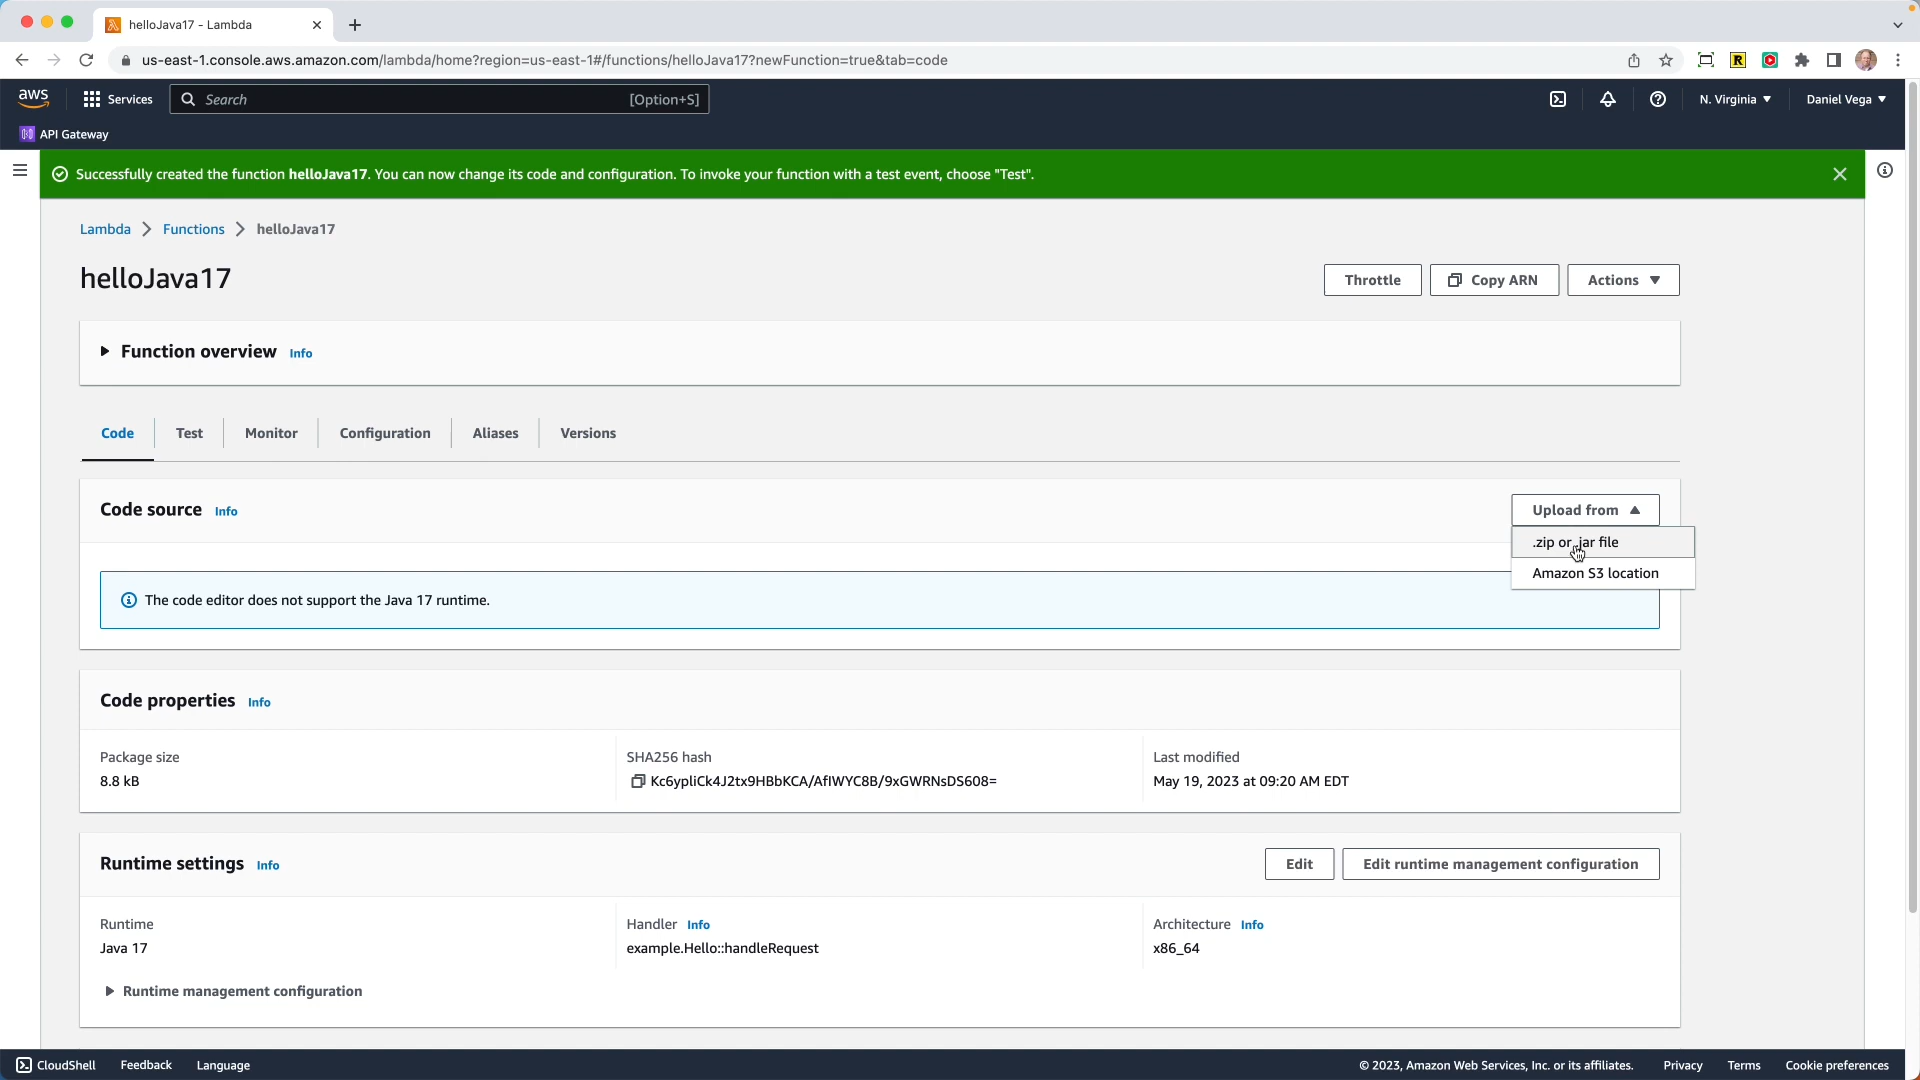 helloJava17 - Lambda
us-east-1.console.aws.amazon.com/lambda/home?region=us-east-1#/functions/helloJava17?newFunction=true&tab=code
aws Services Search [Option+S] N. Virginia Daniel Vega
API Gateway
Successfully created the function helloJava17. You can now change its code and configuration. To invoke your function with a test event, choose "Test".
Lambda Functions helloJava17
helloJava17 Throttle Copy ARN Actions
Function overview Info
Code Test Monitor Configuration Aliases Versions
Code source Info Upload from
.zip or .jar file
Amazon S3 location
The code editor does not support the Java 17 runtime.
Code properties Info
Package size SHA256 hash Last modified
8.8 kB Kc6ypliCk4J2tx9HBbKCA/AflWYC8B/9xGWRNsDS608= May 19, 2023 at 09:20 AM EDT
Runtime settings Info Edit Edit runtime management configuration
Runtime Handler Info Architecture Info
Java 17 example.Hello::handleRequest x86_64
Runtime management configuration
CloudShell Feedback Language © 2023, Amazon Web Services, Inc. or its affiliates. Privacy Terms Cookie preferences